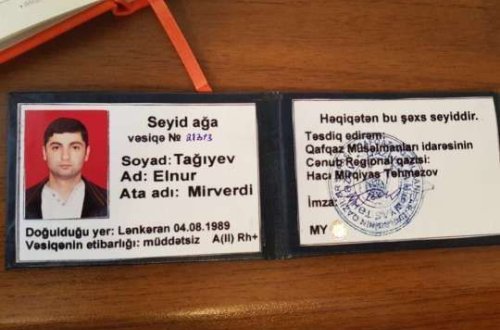 Seyid ağa
vəsiqə № 21313
Soyad: Tağıyev
Ad: Elnur
Ata adı: Mirverdi
Doğulduğu yer: Lənkəran 04.08.1989
Vəsiqənin etibarlığı: müddətsiz A(II) Rh+
Həqiqətən bu şəxs seyiddir.
Təsdiq edirəm:
Qafqaz Müsəlmanları idarəsinin
Cənub Regional qazisi:
Hacı Mirqiyas Təhməzov
İmza:
MY